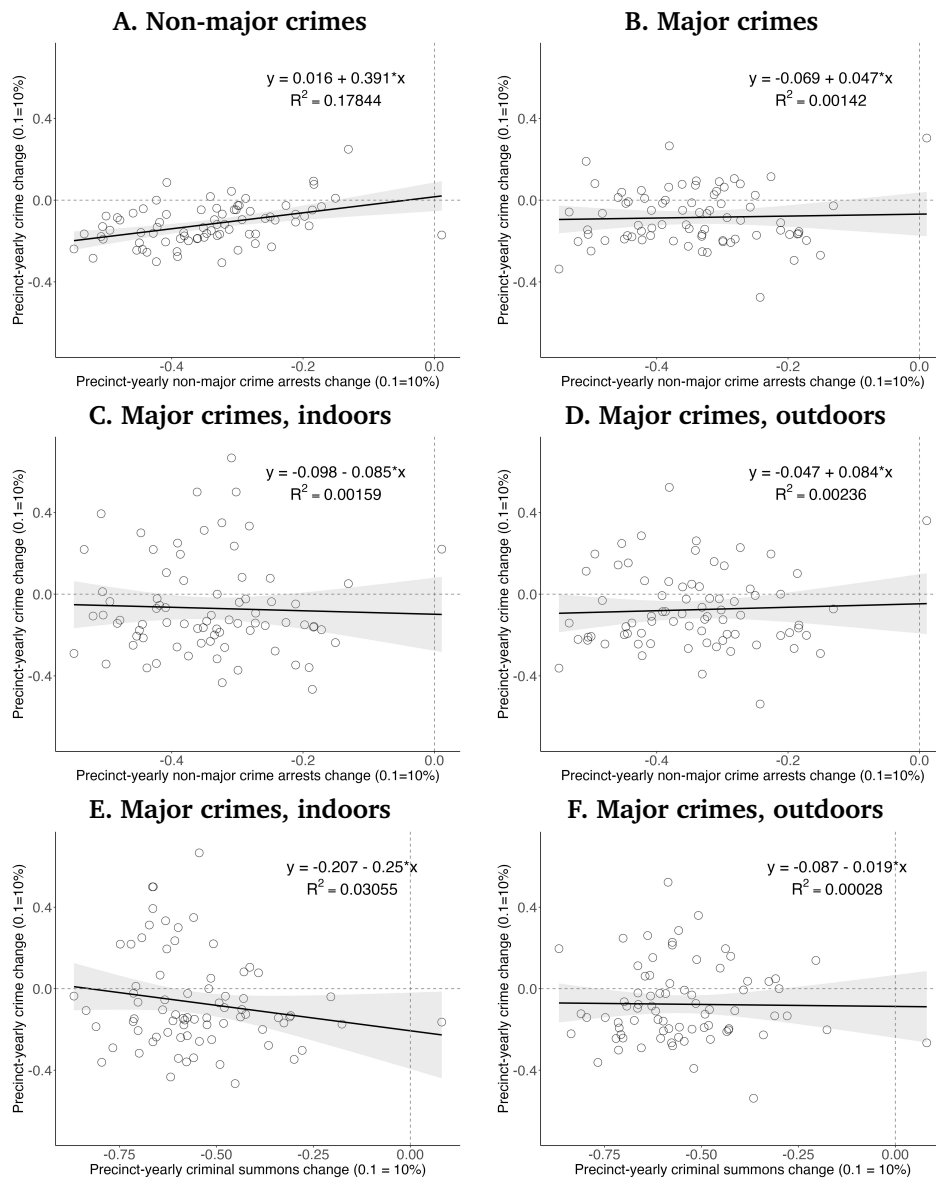 A. Non-major crimes
y = 0.016 + 0.391*x
R² = 0.17844
Precinct-yearly crime change (0.1=10%)
0.4
0.0
-0.4
-0.4
-0.2
0.0
Precinct-yearly non-major crime arrests change (0.1=10%)
B. Major crimes
y = -0.069 + 0.047*x
R² = 0.00142
Precinct-yearly crime change (0.1=10%)
0.4
0.0
-0.4
-0.4
-0.2
0.0
Precinct-yearly non-major crime arrests change (0.1=10%)
C. Major crimes, indoors
y = -0.098 - 0.085*x
R² = 0.00159
Precinct-yearly crime change (0.1=10%)
0.4
0.0
-0.4
-0.4
-0.2
0.0
Precinct-yearly non-major crime arrests change (0.1=10%)
D. Major crimes, outdoors
y = -0.047 + 0.084*x
R² = 0.00236
Precinct-yearly crime change (0.1=10%)
0.4
0.0
-0.4
-0.4
-0.2
0.0
Precinct-yearly non-major crime arrests change (0.1=10%)
E. Major crimes, indoors
y = -0.207 - 0.25*x
R² = 0.03055
Precinct-yearly crime change (0.1=10%)
0.4
0.0
-0.4
-0.75
-0.50
-0.25
0.00
Precinct-yearly criminal summons change (0.1 = 10%)
F. Major crimes, outdoors
y = -0.087 - 0.019*x
R² = 0.00028
Precinct-yearly crime change (0.1=10%)
0.4
0.0
-0.4
-0.75
-0.50
-0.25
0.00
Precinct-yearly criminal summons change (0.1 = 10%)